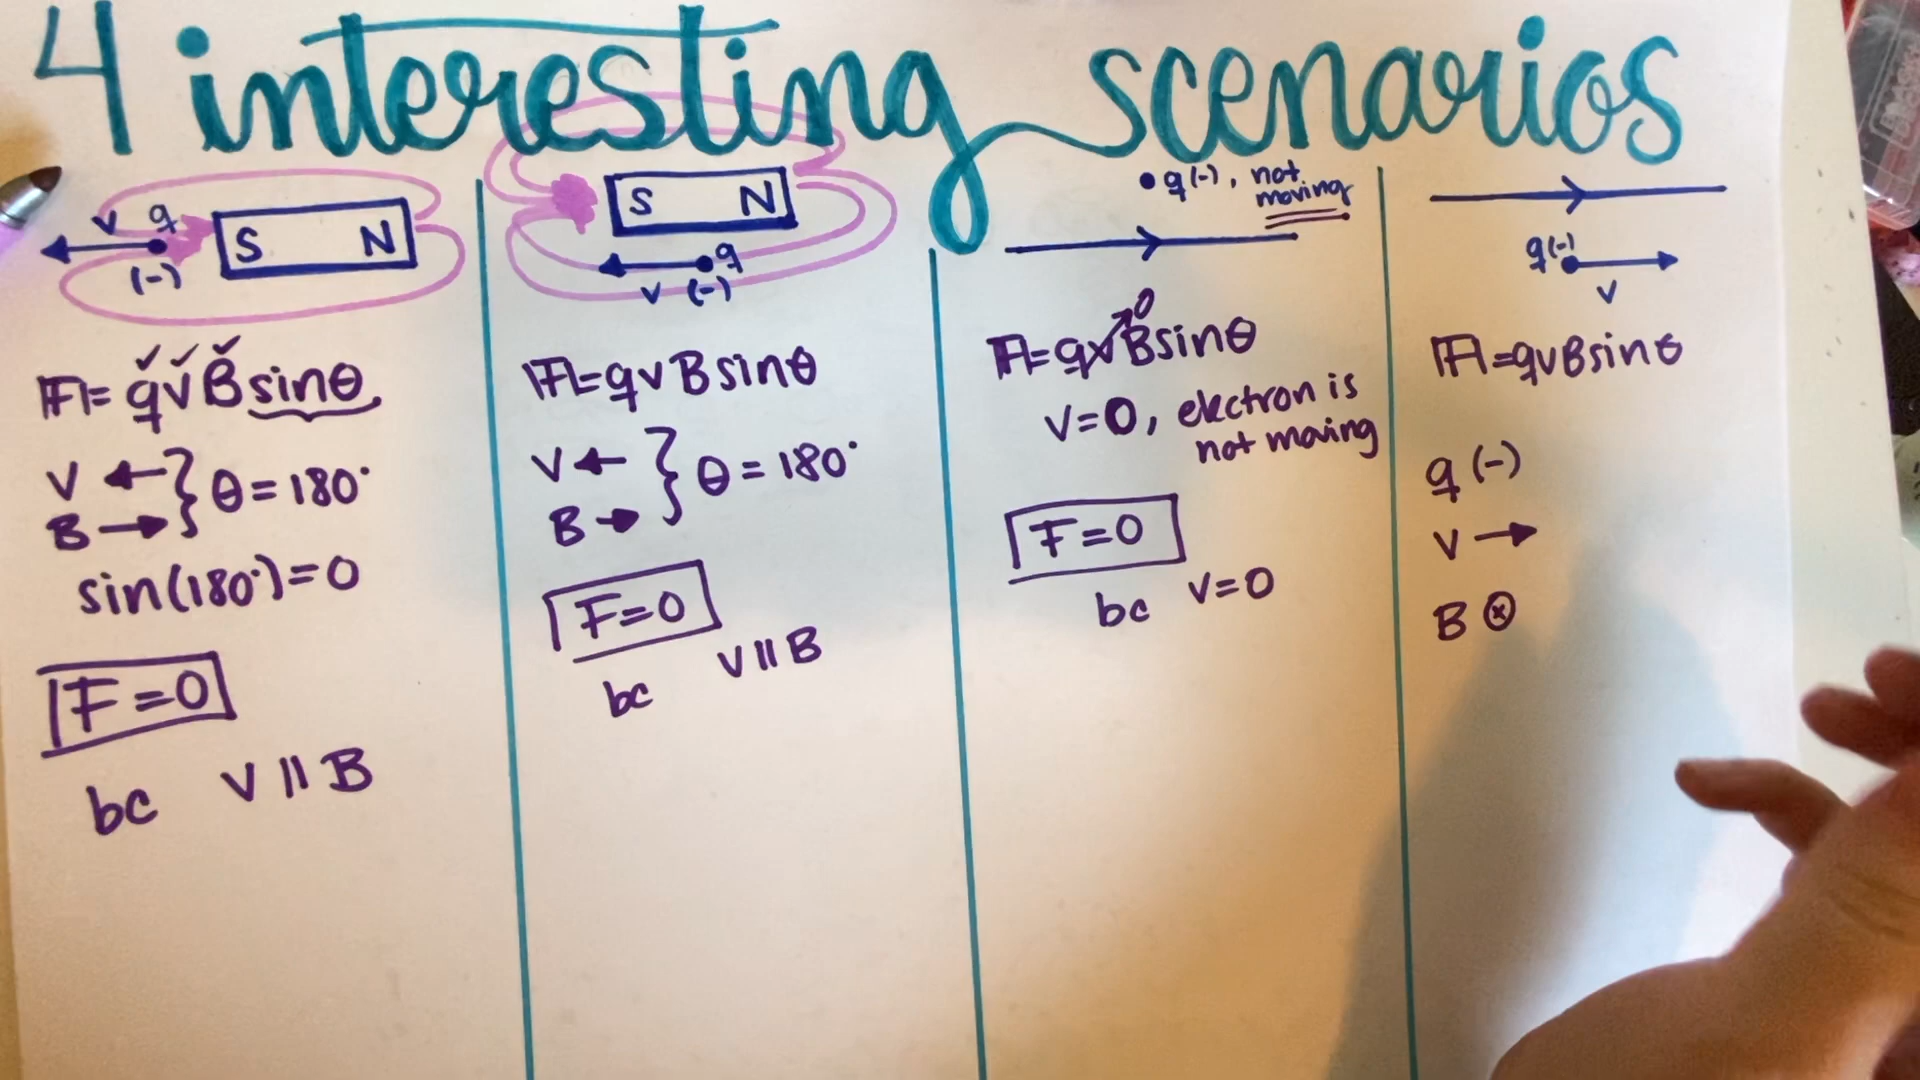 4 interesting scenarios
v q
(-)
S N
|F| = qvB sinθ
v ← } θ = 180°
B →
sin(180°) = 0
F = 0
bc v || B
S N
q
v (-)
|F| = qvB sinθ
v ← } θ = 180°
B →
F = 0
bc v || B
• q(-), not
moving
0
|F| = qvB sinθ
v = 0, electron is
not moving
F = 0
bc v = 0
q(-)
v
|F| = qvB sinθ
q (-)
v →
B ⊗